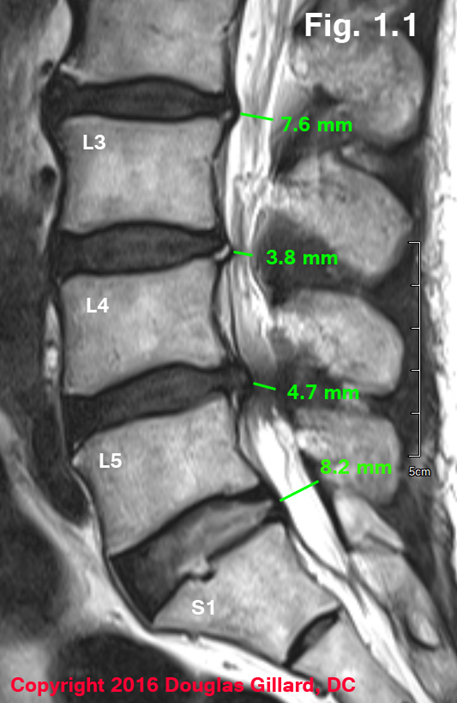 Fig. 1.1
7.6 mm
L3
3.8 mm
L4
4.7 mm
L5
8.2 mm
5cm
S1
Copyright 2016 Douglas Gillard, DC